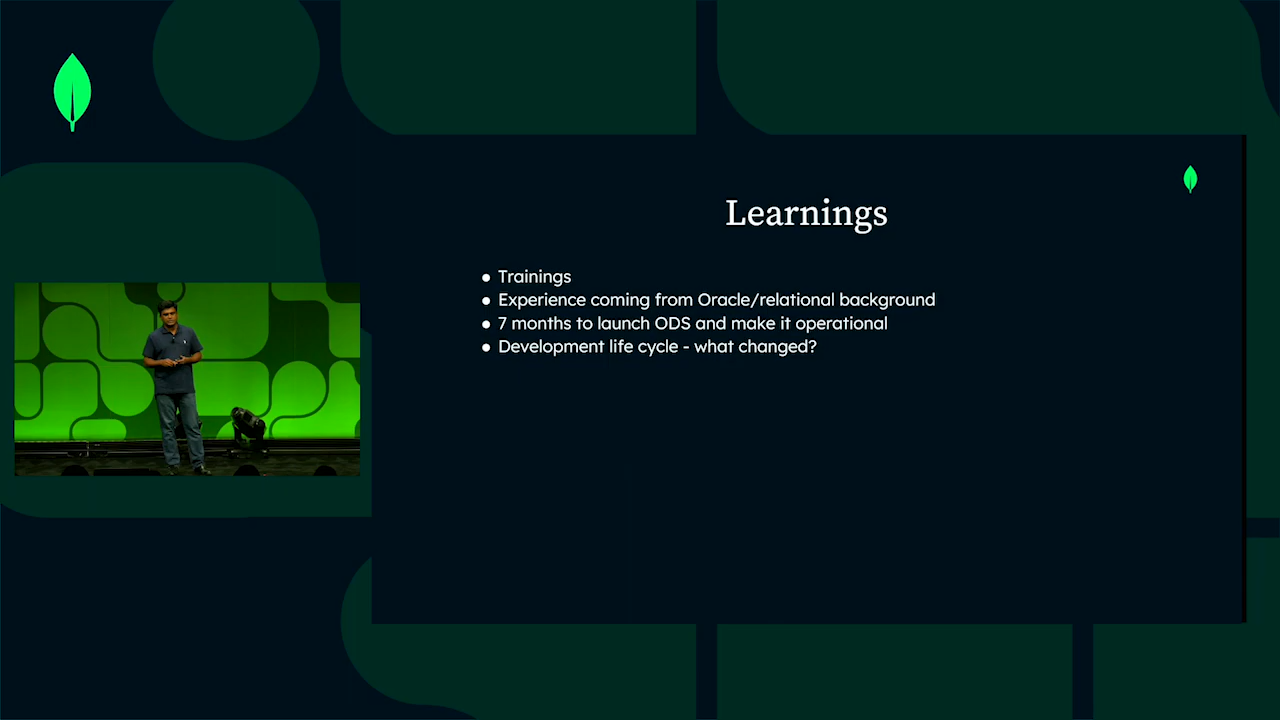 Learnings
● Trainings
● Experience coming from Oracle/relational background
● 7 months to launch ODS and make it operational
● Development life cycle - what changed?